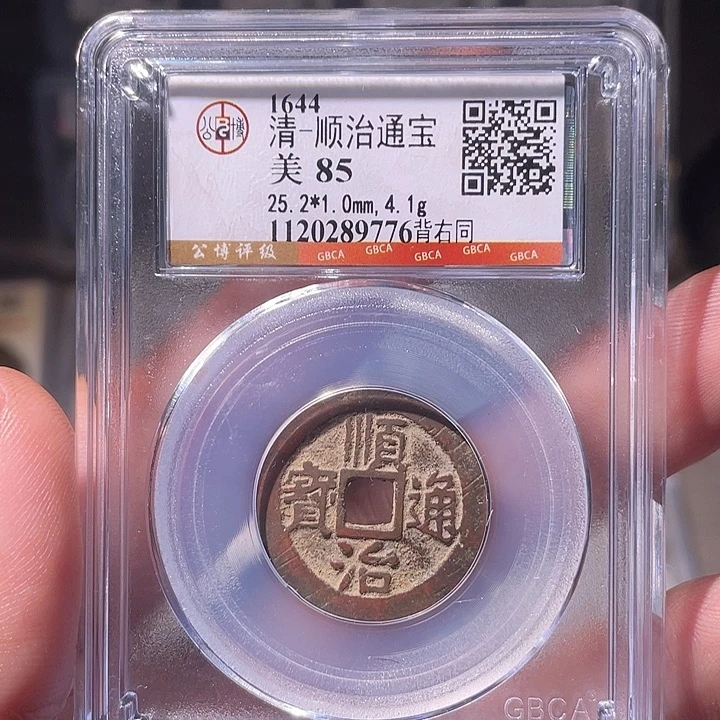 1644
清-顺治通宝
美 85
25.2*1.0mm,4.1g
1120289776背右同
公博评级 GBCA GBCA GBCA GBCA GBCA
順治通寶
GBCA